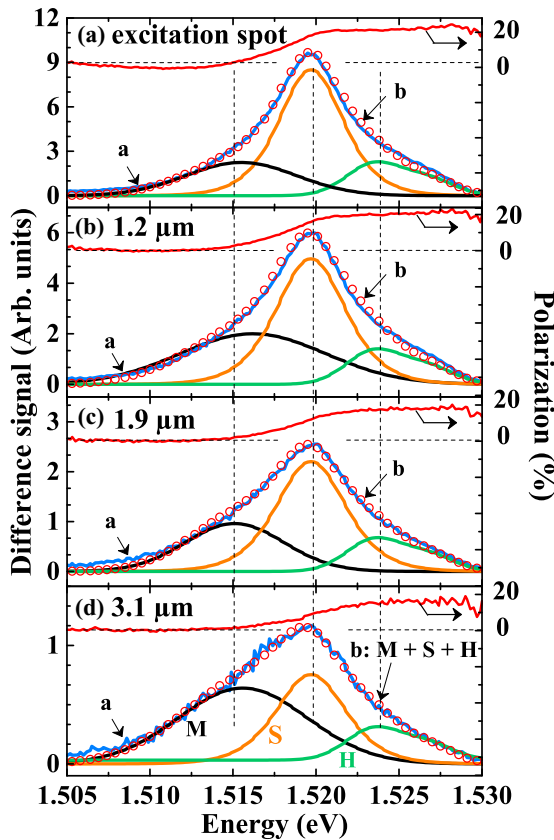 12
9
6
3
0
(a) excitation spot
a
b
20
0
6
4
2
0
(b) 1.2 µm
a
b
20
0
3
2
1
0
(c) 1.9 µm
a
b
20
0
1
0
(d) 3.1 µm
a
M
S
H
b: M + S + H
20
0
Difference signal (Arb. units)
Polarization (%)
1.505 1.510 1.515 1.520 1.525 1.530
Energy (eV)